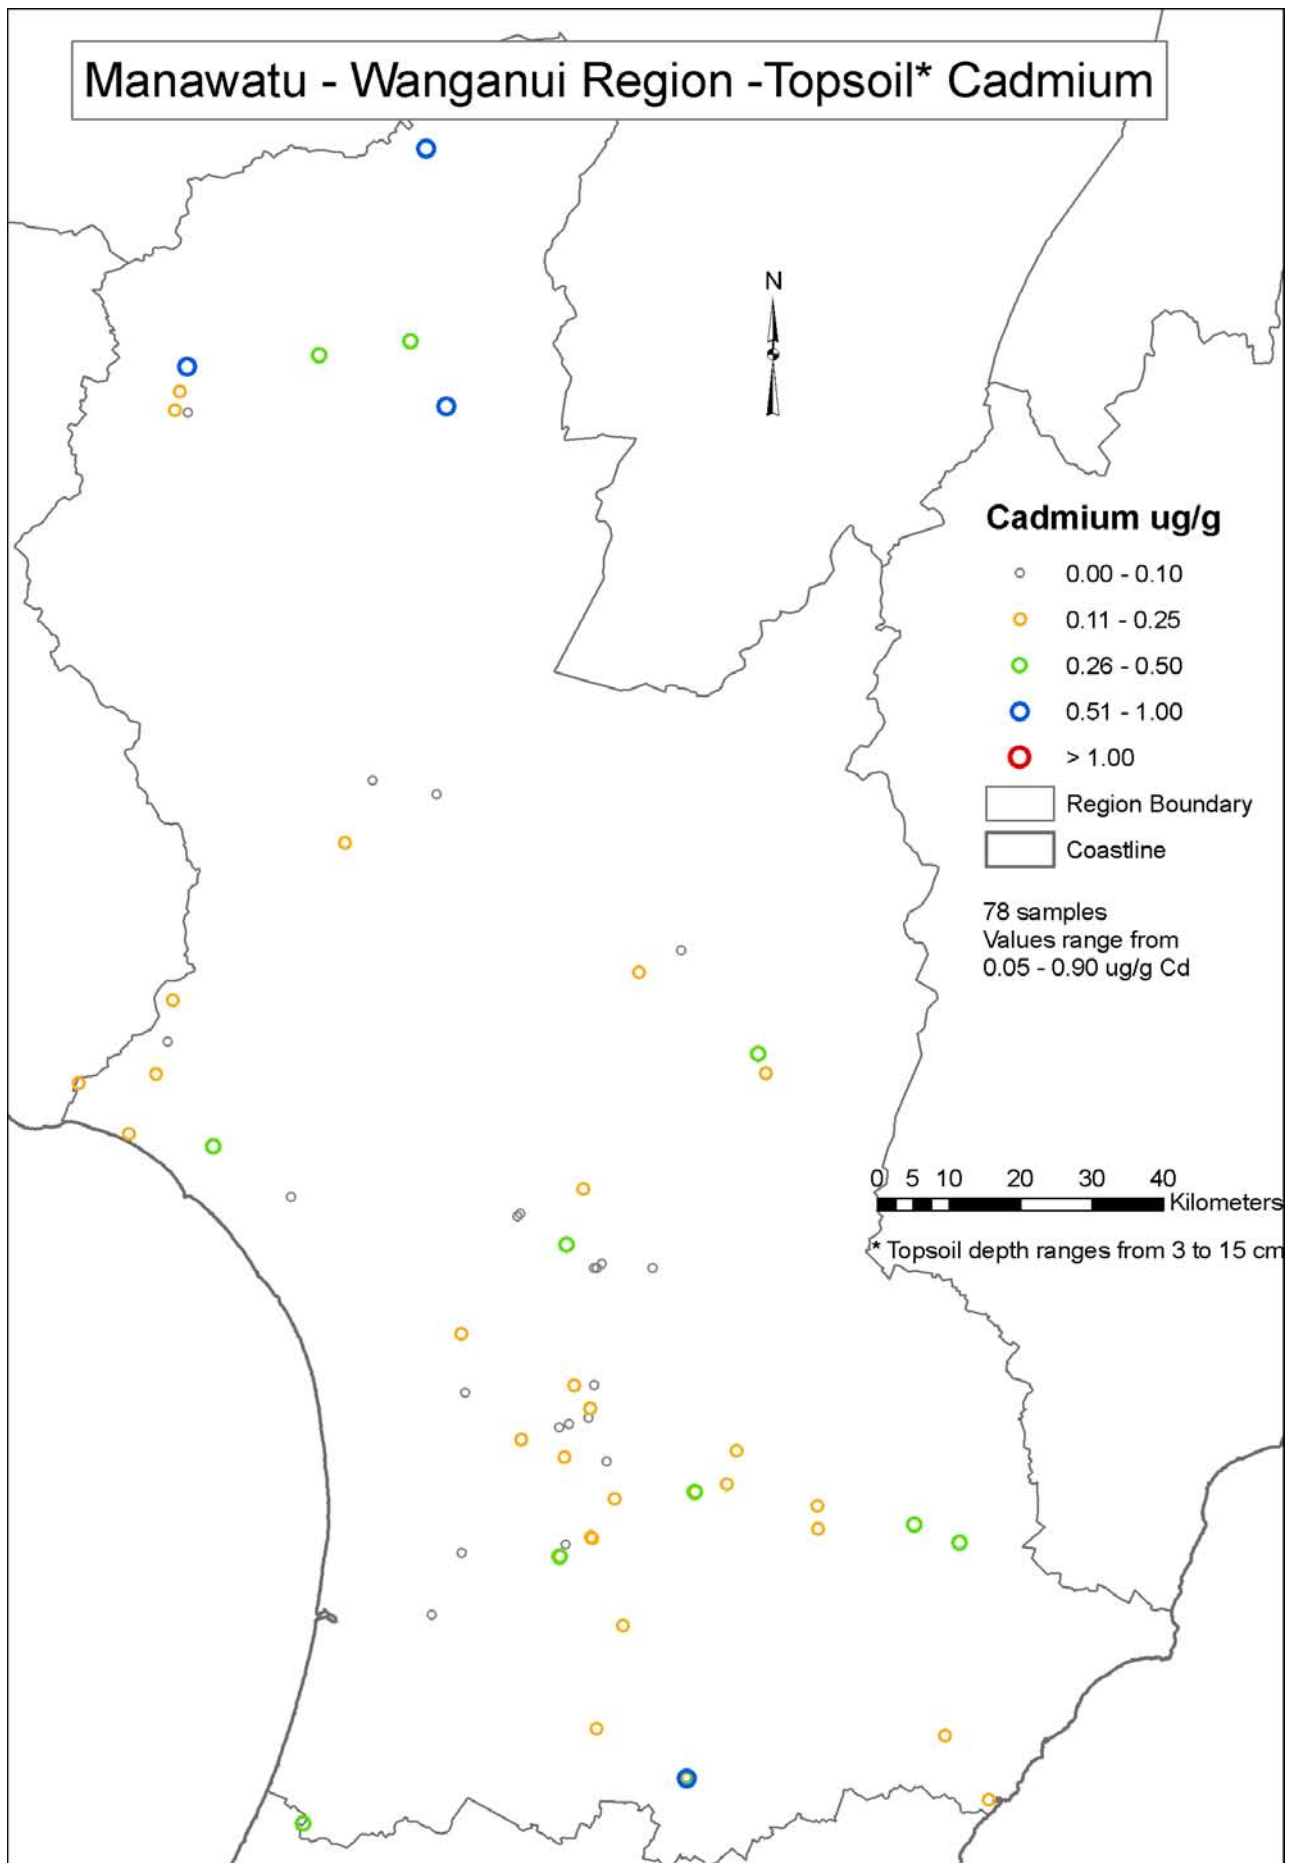 Manawatu - Wanganui Region -Topsoil* Cadmium
N
Cadmium ug/g
0.00 - 0.10
0.11 - 0.25
0.26 - 0.50
0.51 - 1.00
> 1.00
Region Boundary
Coastline
78 samples
Values range from
0.05 - 0.90 ug/g Cd
0 5 10 20 30 40
Kilometers
* Topsoil depth ranges from 3 to 15 cm